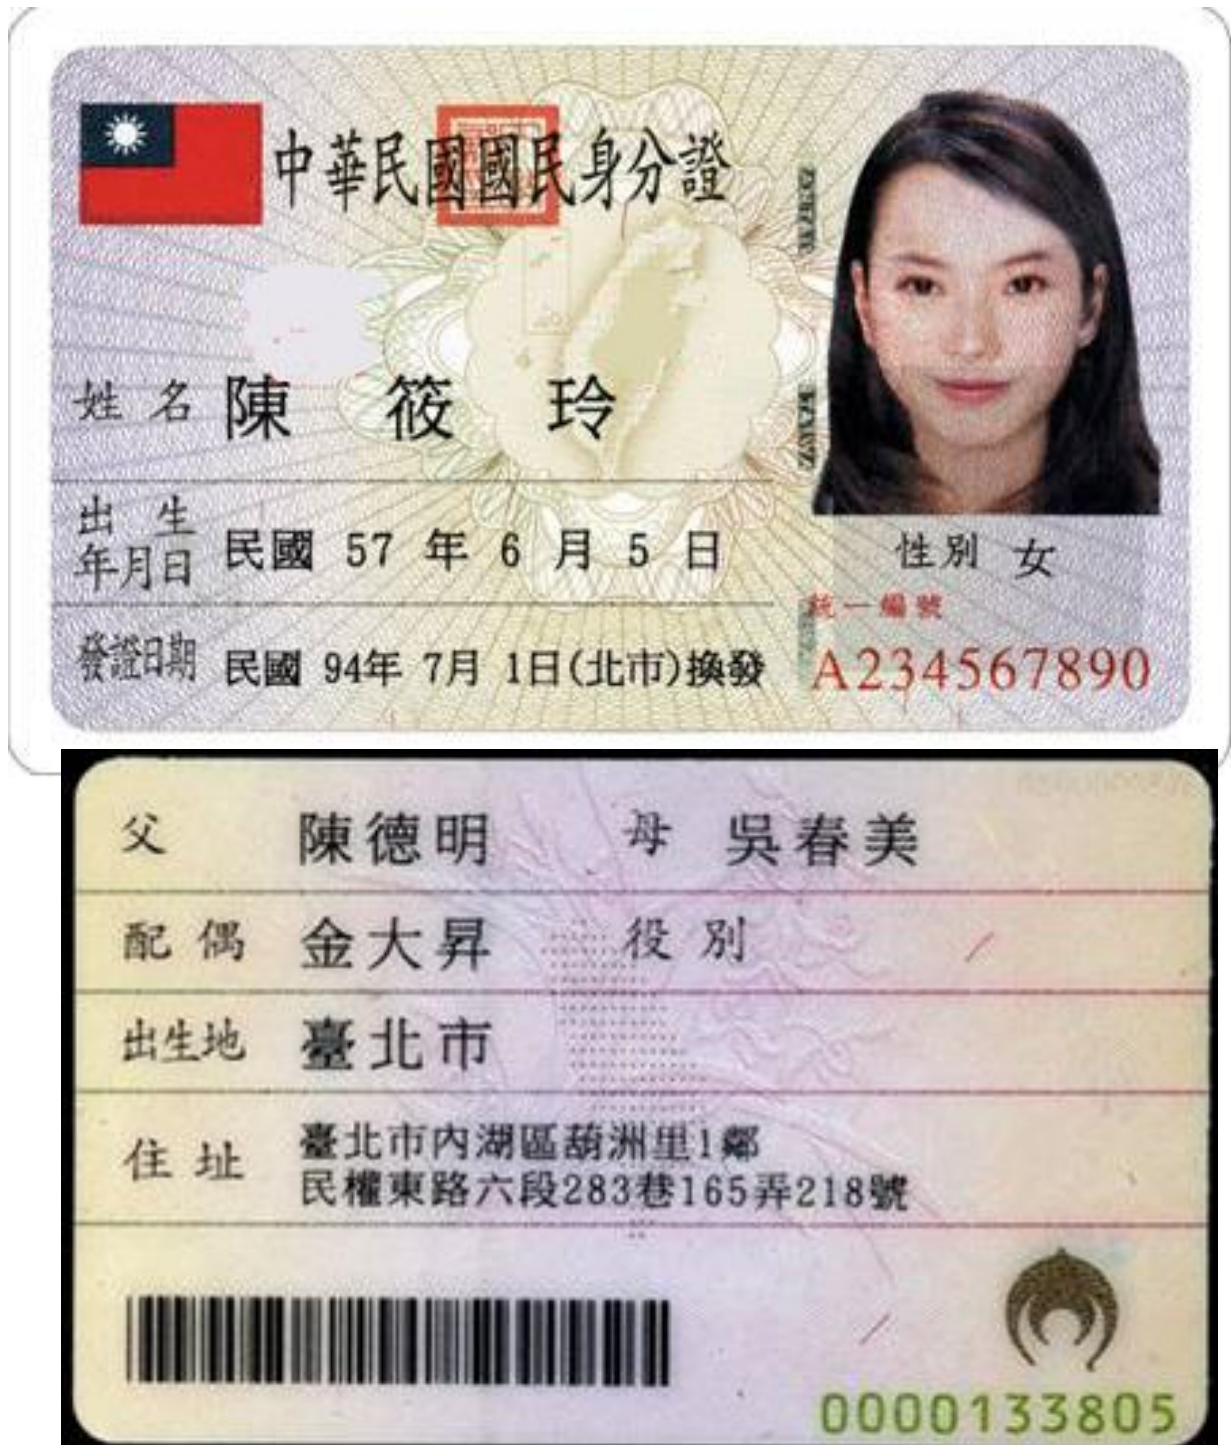 中華民國國民身分證
姓名 陳筱玲
出生年月日 民國 57 年 6 月 5 日
性別 女
統一編號
發證日期 民國 94年 7月 1日(北市)換發
A234567890
父 陳德明 母 吳春美
配偶 金大昇 役別
出生地 臺北市
住址 臺北市內湖區葫洲里1鄰
民權東路六段283巷165弄218號
0000133805